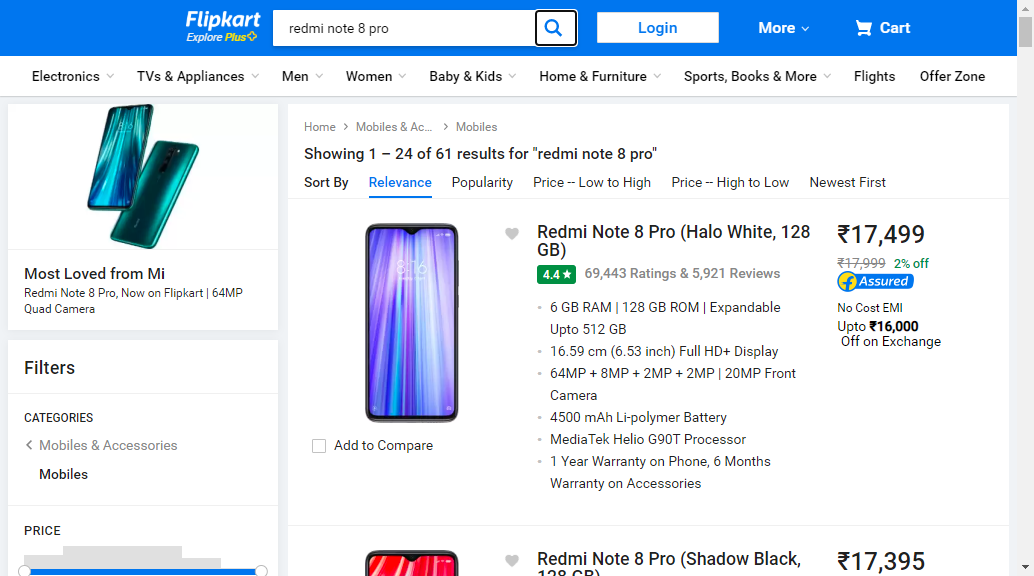 Flipkart
Explore Plus
redmi note 8 pro
Login
More
Cart
Electronics
TVs & Appliances
Men
Women
Baby & Kids
Home & Furniture
Sports, Books & More
Flights
Offer Zone
Most Loved from Mi
Redmi Note 8 Pro, Now on Flipkart | 64MP
Quad Camera
Filters
CATEGORIES
Mobiles & Accessories
Mobiles
PRICE
Home
Mobiles & Ac...
Mobiles
Showing 1 – 24 of 61 results for "redmi note 8 pro"
Sort By
Relevance
Popularity
Price -- Low to High
Price -- High to Low
Newest First
8:16
Add to Compare
Redmi Note 8 Pro (Halo White, 128
GB)
4.4 ★
69,443 Ratings & 5,921 Reviews
6 GB RAM | 128 GB ROM | Expandable
Upto 512 GB
16.59 cm (6.53 inch) Full HD+ Display
64MP + 8MP + 2MP + 2MP | 20MP Front
Camera
4500 mAh Li-polymer Battery
MediaTek Helio G90T Processor
1 Year Warranty on Phone, 6 Months
Warranty on Accessories
₹17,499
₹17,999 2% off
Assured
No Cost EMI
Upto ₹16,000
Off on Exchange
Redmi Note 8 Pro (Shadow Black,
128 GB)
₹17,395